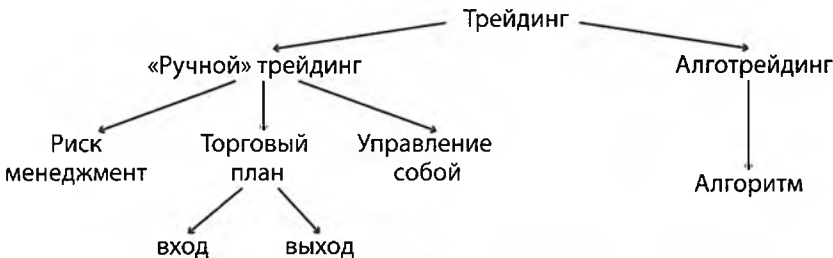 Трейдинг
«Ручной» трейдинг
Алготрейдинг
Риск
менеджмент
Торговый
план
Управление
собой
Алгоритм
вход
выход